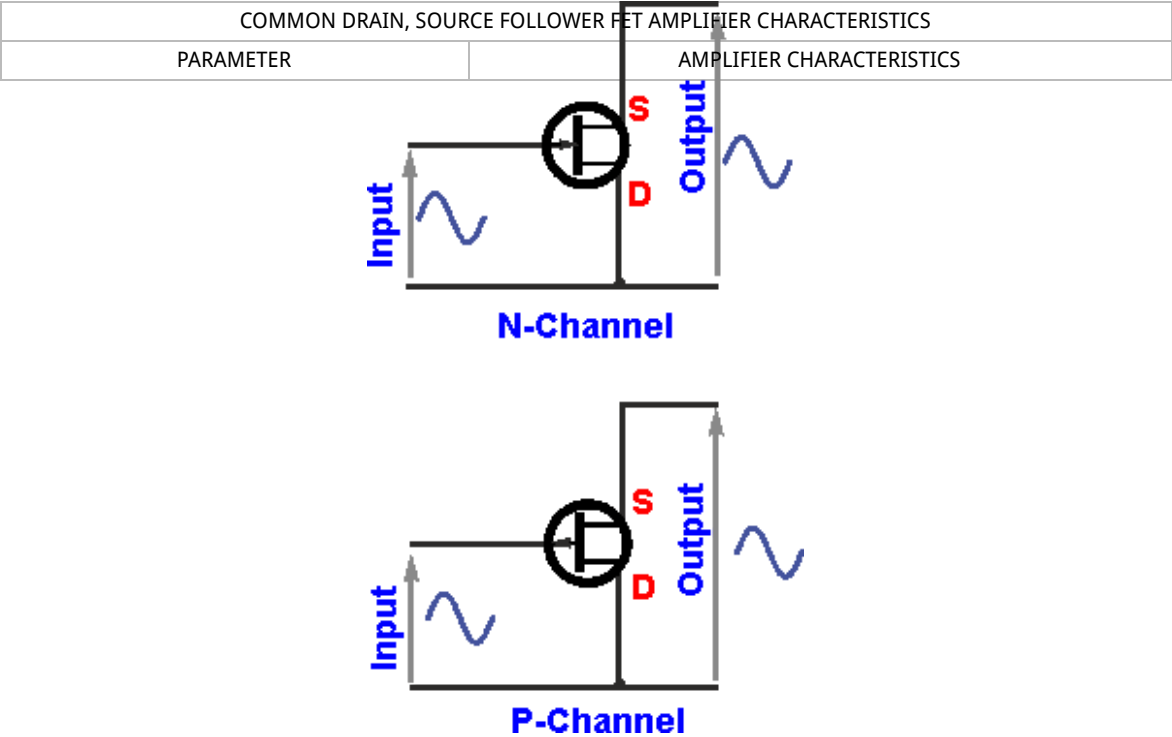 COMMON DRAIN, SOURCE FOLLOWER FET AMPLIFIER CHARACTERISTICS
PARAMETER AMPLIFIER CHARACTERISTICS
S
Output
D
Input
N-Channel
S
Output
D
Input
P-Channel